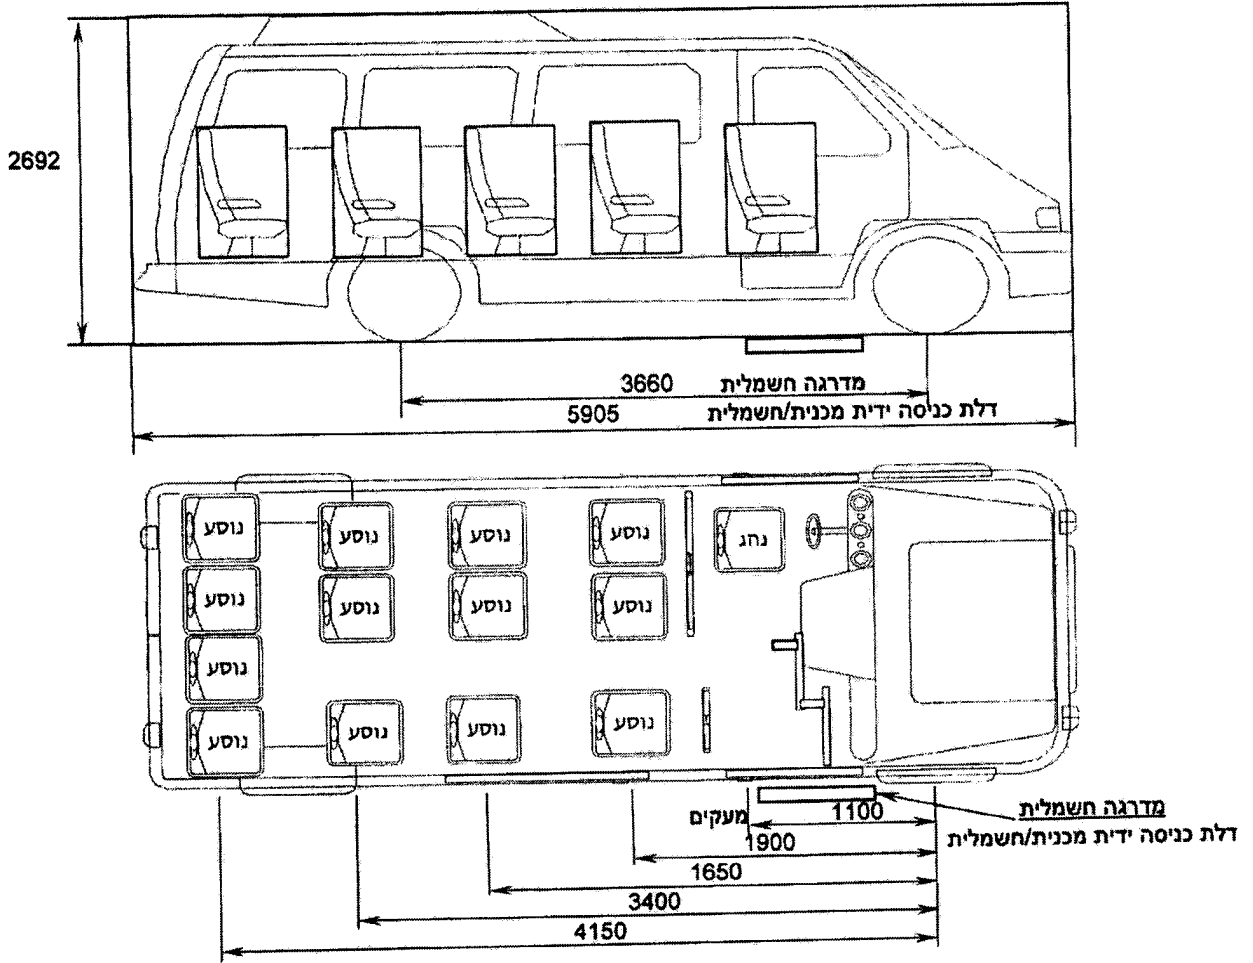 2692
3660 מדרגה חשמלית
5905 דלת כניסה ידית מכנית/חשמלית
נוסע נוסע נוסע נוסע נהג
נוסע נוסע נוסע נוסע
נוסע
נוסע נוסע נוסע נוסע
מעקים 1100 מדרגה חשמלית
דלת כניסה ידית מכנית/חשמלית
1900
1650
3400
4150